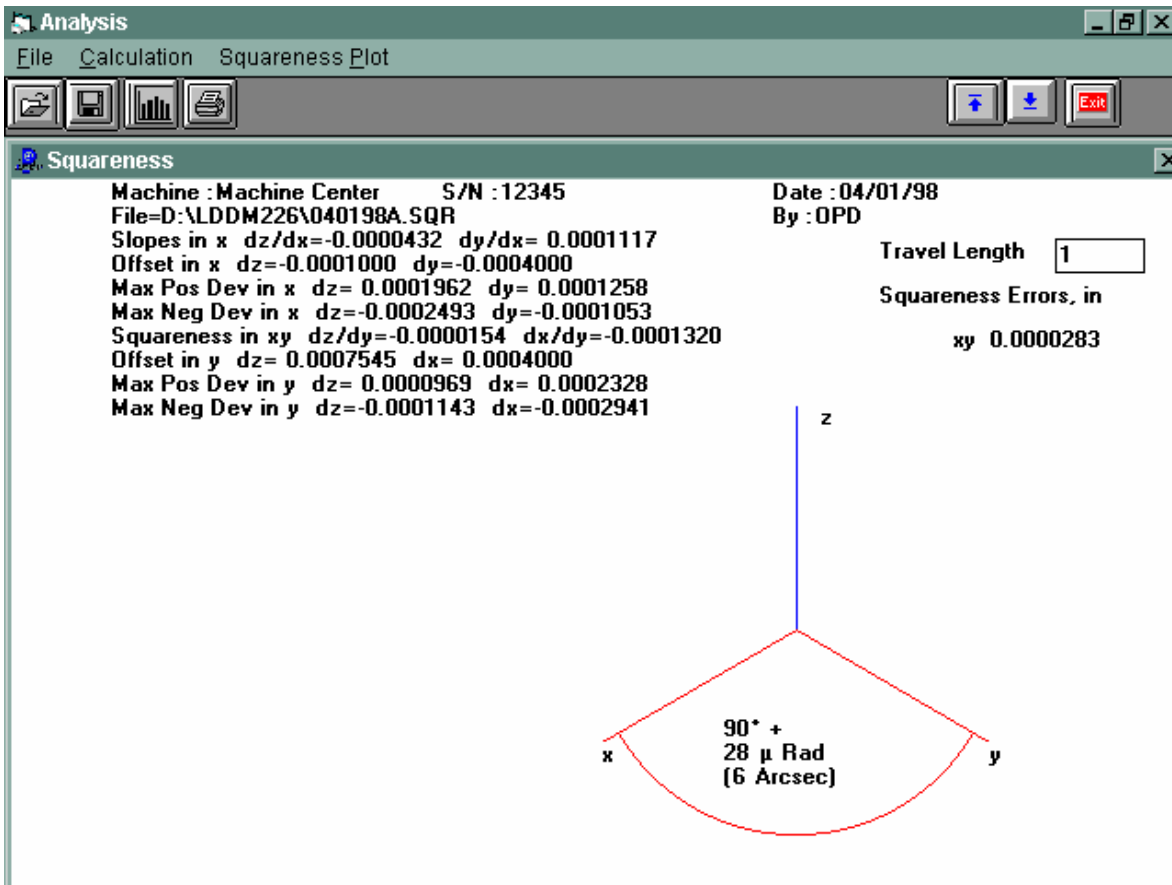 Analysis
File Calculation Squareness Plot
Exit
Squareness
Machine :Machine Center S/N :12345 Date :04/01/98
File=D:\LDDM226\040198A.SQR By :OPD
Slopes in x dz/dx=-0.0000432 dy/dx= 0.0001117
Travel Length 1
Offset in x dz=-0.0001000 dy=-0.0004000
Max Pos Dev in x dz= 0.0001962 dy= 0.0001258
Squareness Errors, in
Max Neg Dev in x dz=-0.0002493 dy=-0.0001053
Squareness in xy dz/dy=-0.0000154 dx/dy=-0.0001320
xy 0.0000283
Offset in y dz= 0.0007545 dx= 0.0004000
Max Pos Dev in y dz= 0.0000969 dx= 0.0002328
Max Neg Dev in y dz=-0.0001143 dx=-0.0002941
z
90° +
28 µ Rad
(6 Arcsec)
x
y